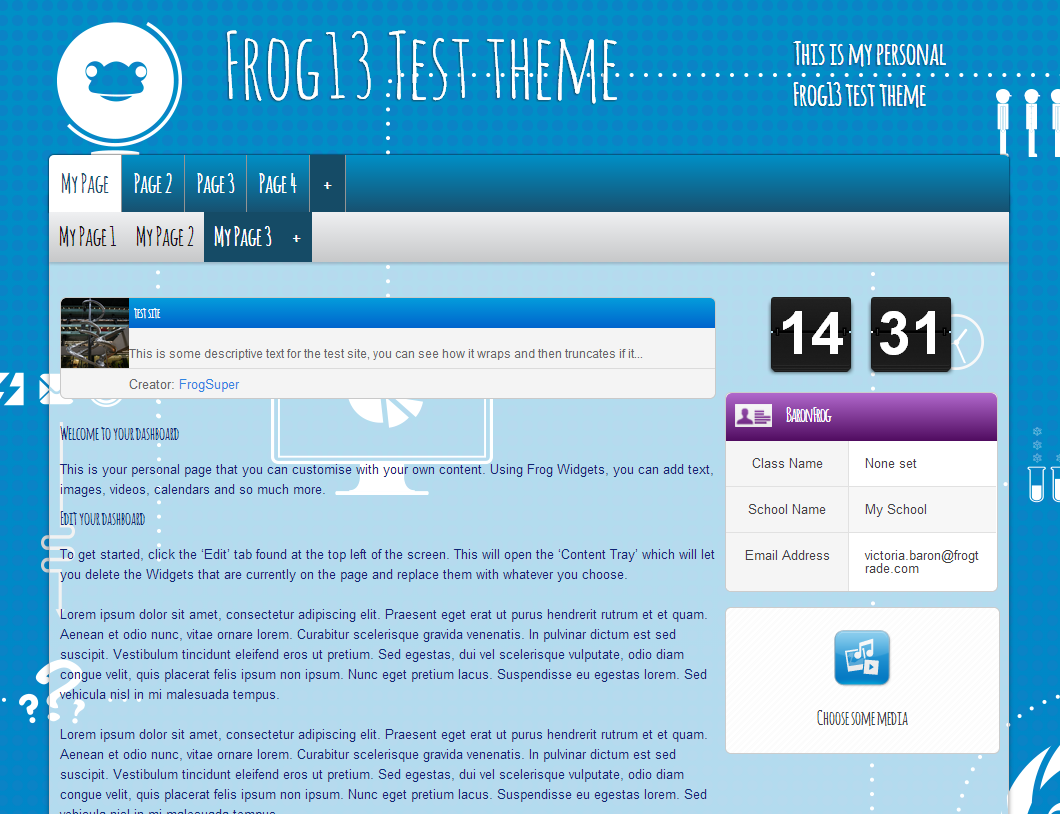 Frog13 Test theme
This is my personal
Frog13 test theme
My Page Page 2 Page 3 Page 4 +
My Page 1 My Page 2 My Page 3 +
test site
This is some descriptive text for the test site, you can see how it wraps and then truncates if it...
Creator: FrogSuper
Welcome to your dashboard
This is your personal page that you can customise with your own content. Using Frog Widgets, you can add text,
images, videos, calendars and so much more.
Edit your dashboard
To get started, click the ‘Edit’ tab found at the top left of the screen. This will open the ‘Content Tray’ which will let
you delete the Widgets that are currently on the page and replace them with whatever you choose.
Lorem ipsum dolor sit amet, consectetur adipiscing elit. Praesent eget erat ut purus hendrerit rutrum et et quam.
Aenean et odio nunc, vitae ornare lorem. Curabitur scelerisque gravida venenatis. In pulvinar dictum est sed
suscipit. Vestibulum tincidunt eleifend eros ut pretium. Sed egestas, dui vel scelerisque vulputate, odio diam
congue velit, quis placerat felis ipsum non ipsum. Nunc eget pretium lacus. Suspendisse eu egestas lorem. Sed
vehicula nisl in mi malesuada tempus.
Lorem ipsum dolor sit amet, consectetur adipiscing elit. Praesent eget erat ut purus hendrerit rutrum et et quam.
Aenean et odio nunc, vitae ornare lorem. Curabitur scelerisque gravida venenatis. In pulvinar dictum est sed
suscipit. Vestibulum tincidunt eleifend eros ut pretium. Sed egestas, dui vel scelerisque vulputate, odio diam
congue velit, quis placerat felis ipsum non ipsum. Nunc eget pretium lacus. Suspendisse eu egestas lorem. Sed
vehicula nisl in mi malesuada tempus.
14 31
BaronFrog
Class Name None set
School Name My School
Email Address victoria.baron@frogt
rade.com
Choose some media